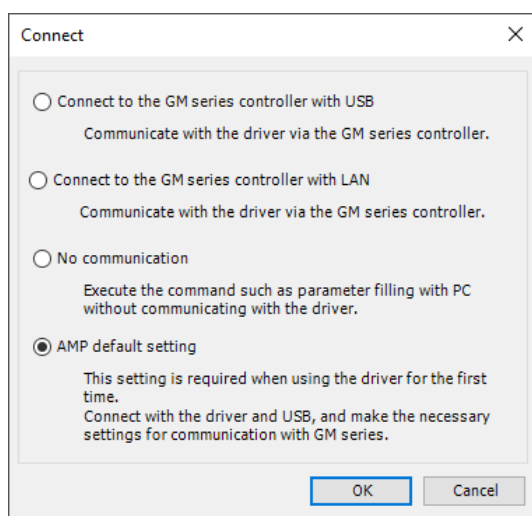 Connect
Connect to the GM series controller with USB
Communicate with the driver via the GM series controller.
Connect to the GM series controller with LAN
Communicate with the driver via the GM series controller.
No communication
Execute the command such as parameter filling with PC
without communicating with the driver.
AMP default setting
This setting is required when using the driver for the first
time.
Connect with the driver and USB, and make the necessary
settings for communication with GM series.
OK
Cancel